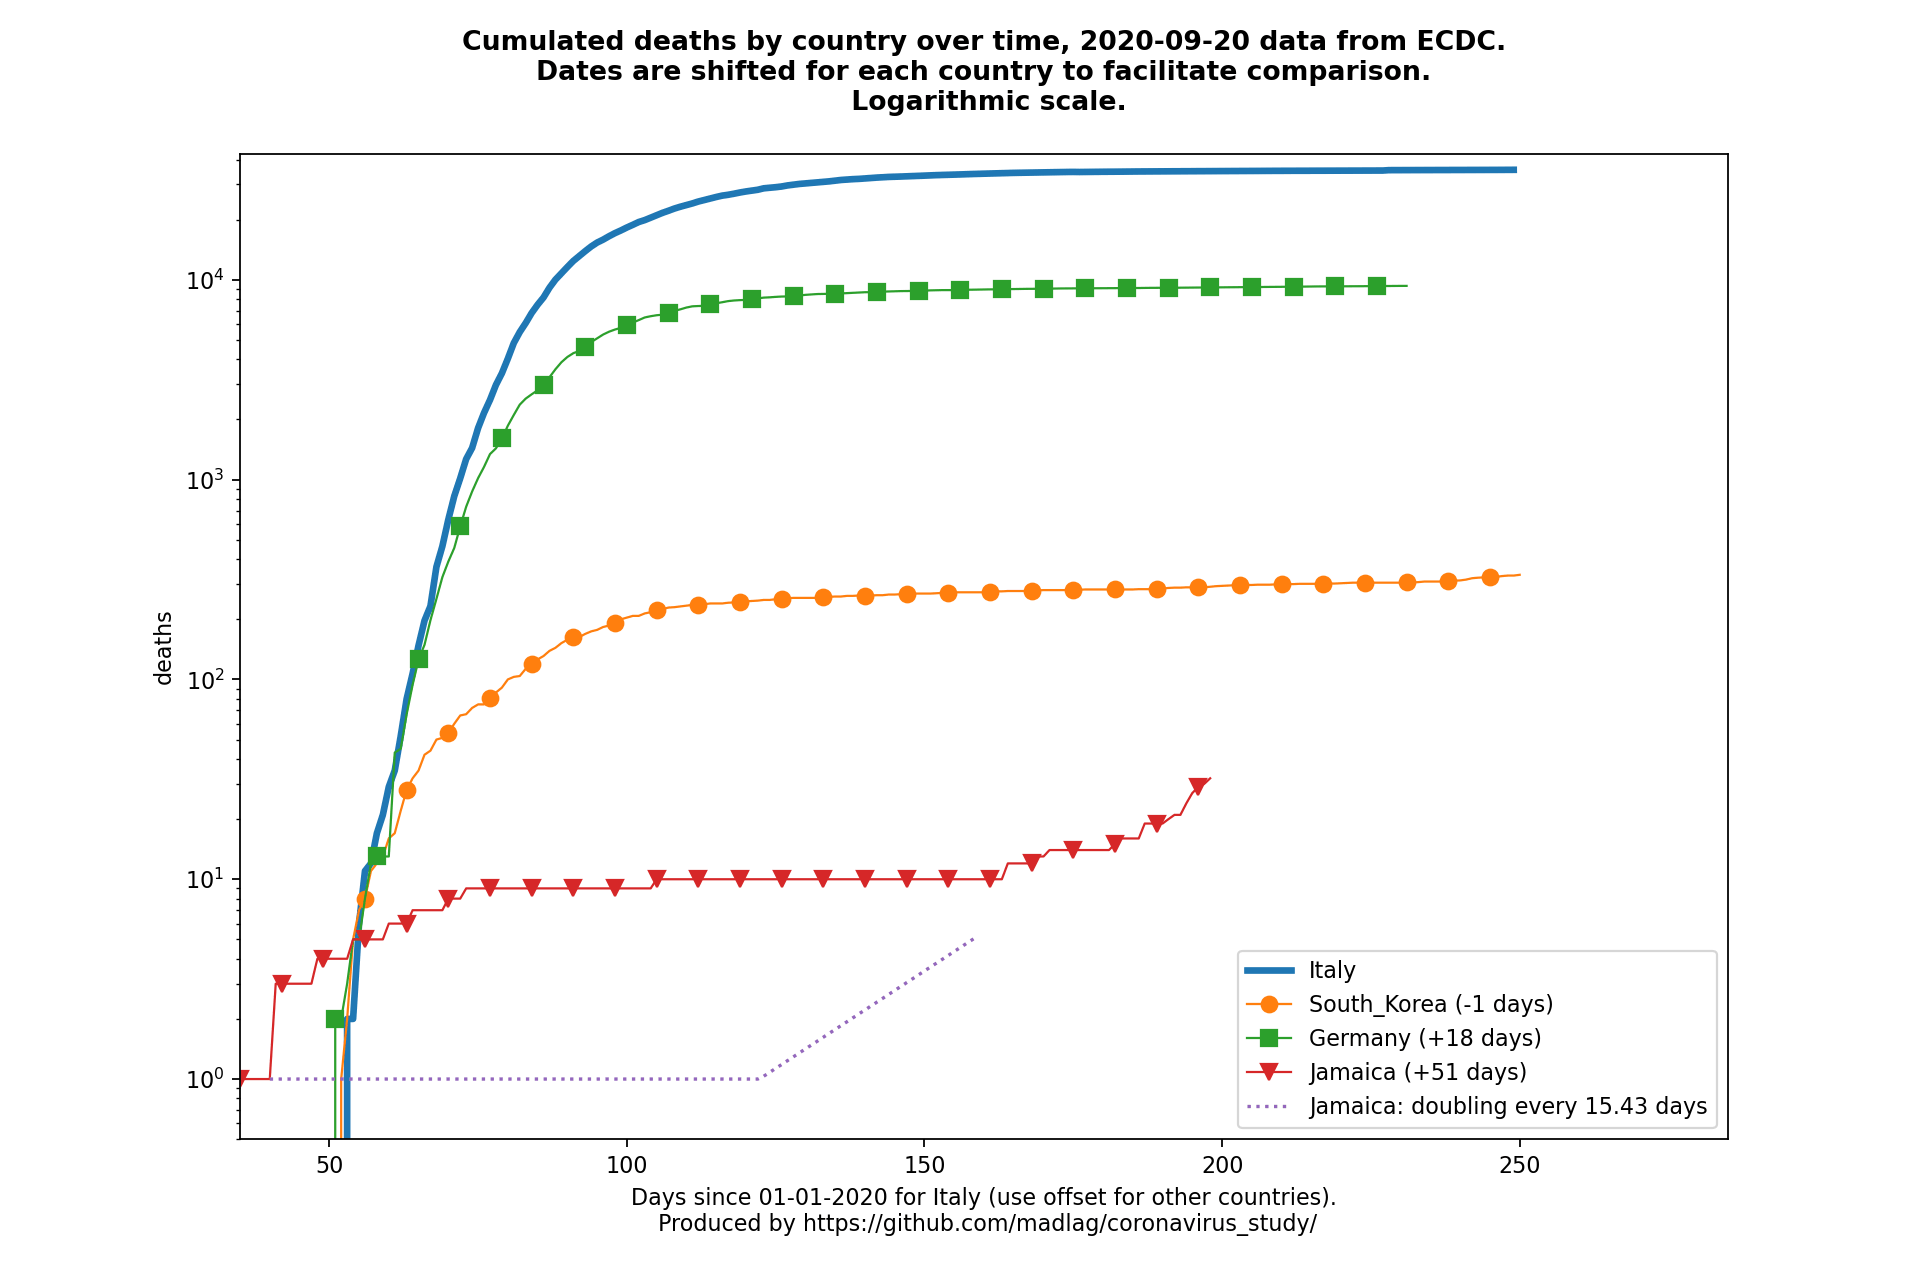 Cumulated deaths by country over time, 2020-09-20 data from ECDC.
Dates are shifted for each country to facilitate comparison.
Logarithmic scale.
deaths
10^4
10^3
10^2
10^1
10^0
50 100 150 200 250
Italy
South_Korea (-1 days)
Germany (+18 days)
Jamaica (+51 days)
Jamaica: doubling every 15.43 days
Days since 01-01-2020 for Italy (use offset for other countries).
Produced by https://github.com/madlag/coronavirus_study/